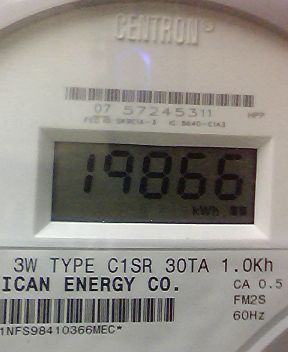 CENTRON®
07 57245311
HPP
19866
kWh
3W TYPE C1SR 30TA 1.0Kh
ICAN ENERGY CO.
CA 0.5
FM2S
60Hz
1NFS98410366MEC*